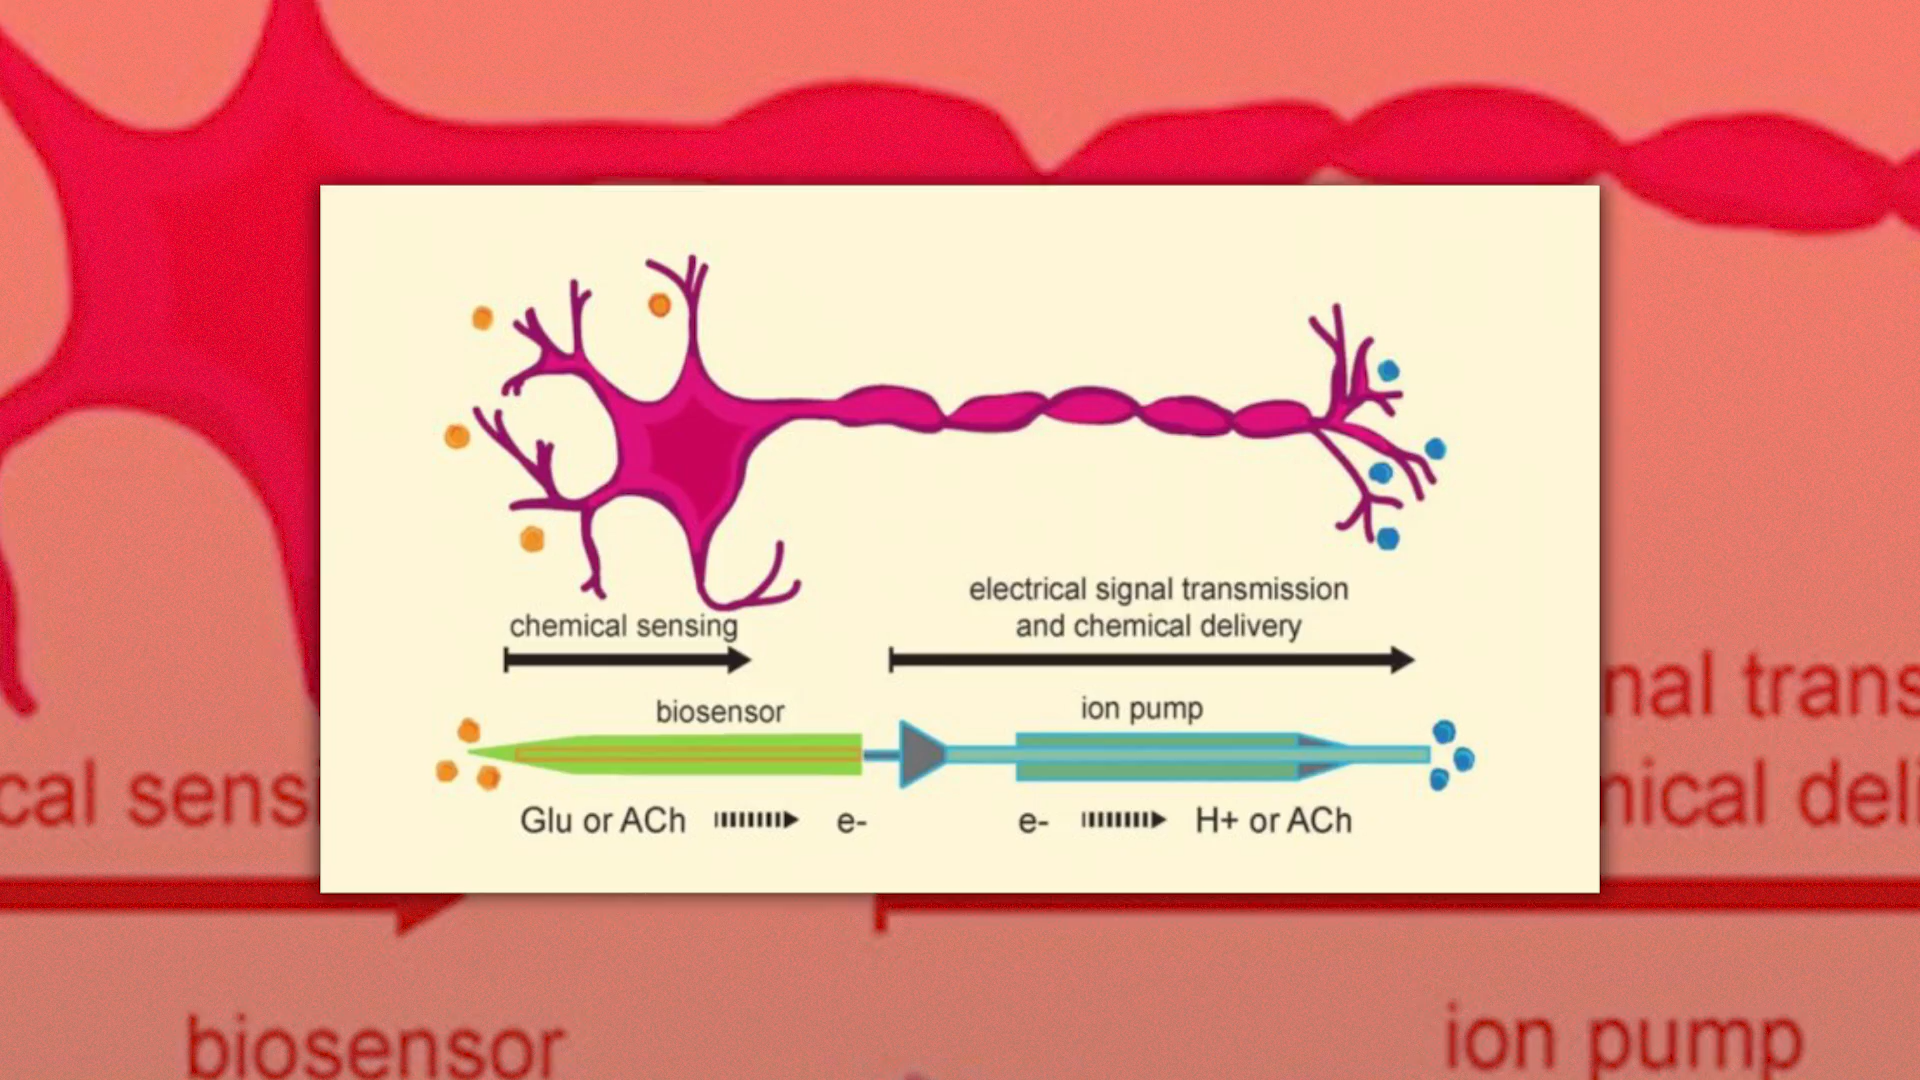 electrical signal transmission
and chemical delivery
chemical sensing
biosensor
ion pump
Glu or ACh
e-
e-
H+ or ACh
nal trans
cal sensi
nical deli
biosensor
ion pump